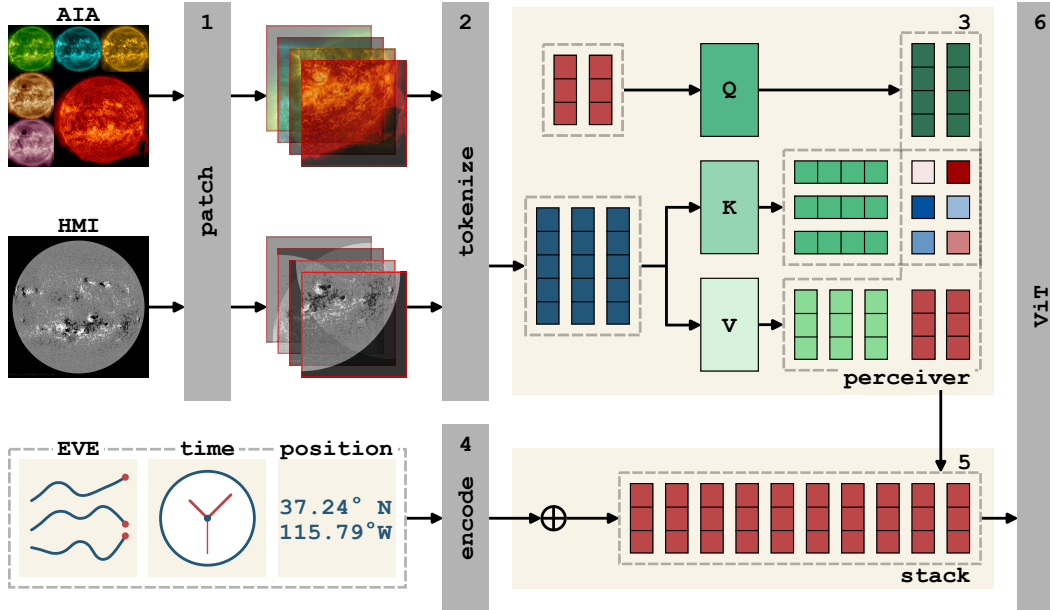 AIA
1
2
3
6
Q
patch
tokenize
K
HMI
V
ViT
perceiver
EVE
time
position
4
5
37.24° N
115.79°W
encode
stack